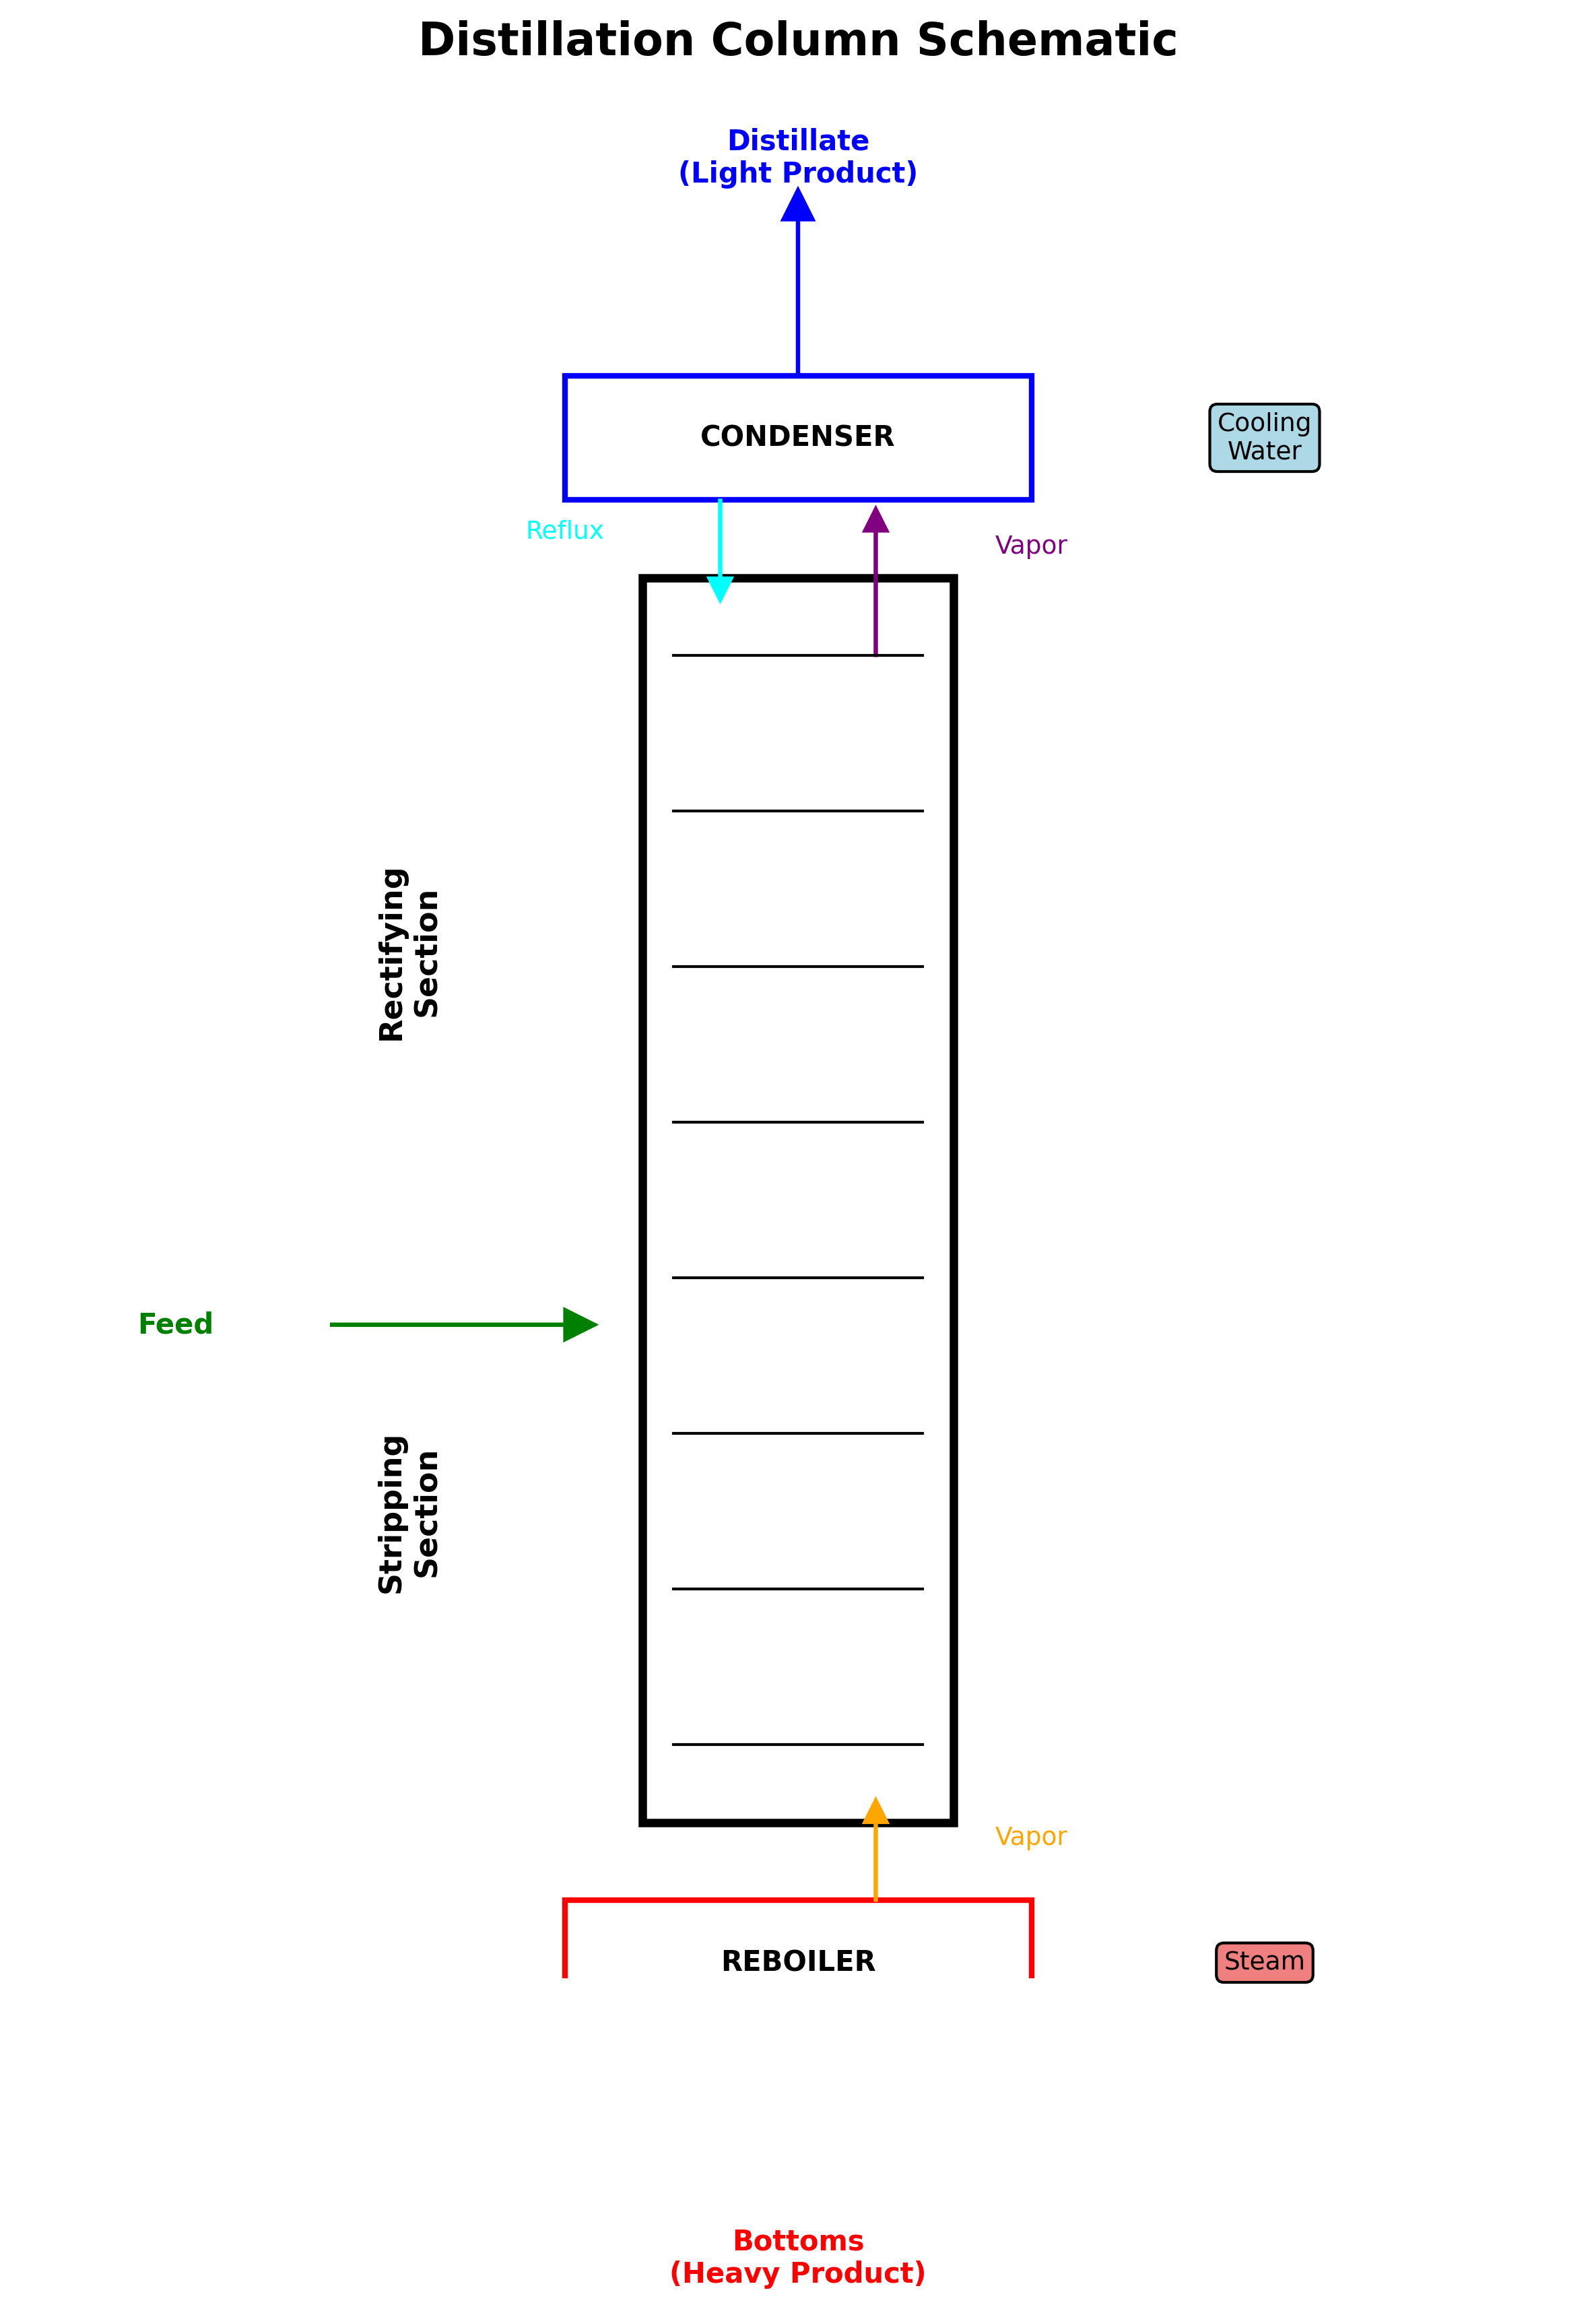 Distillation Column Schematic
Distillate
(Light Product)
CONDENSER
Cooling
Water
Reflux
Vapor
Rectifying
Section
Feed
Stripping
Section
Vapor
REBOILER
Steam
Bottoms
(Heavy Product)